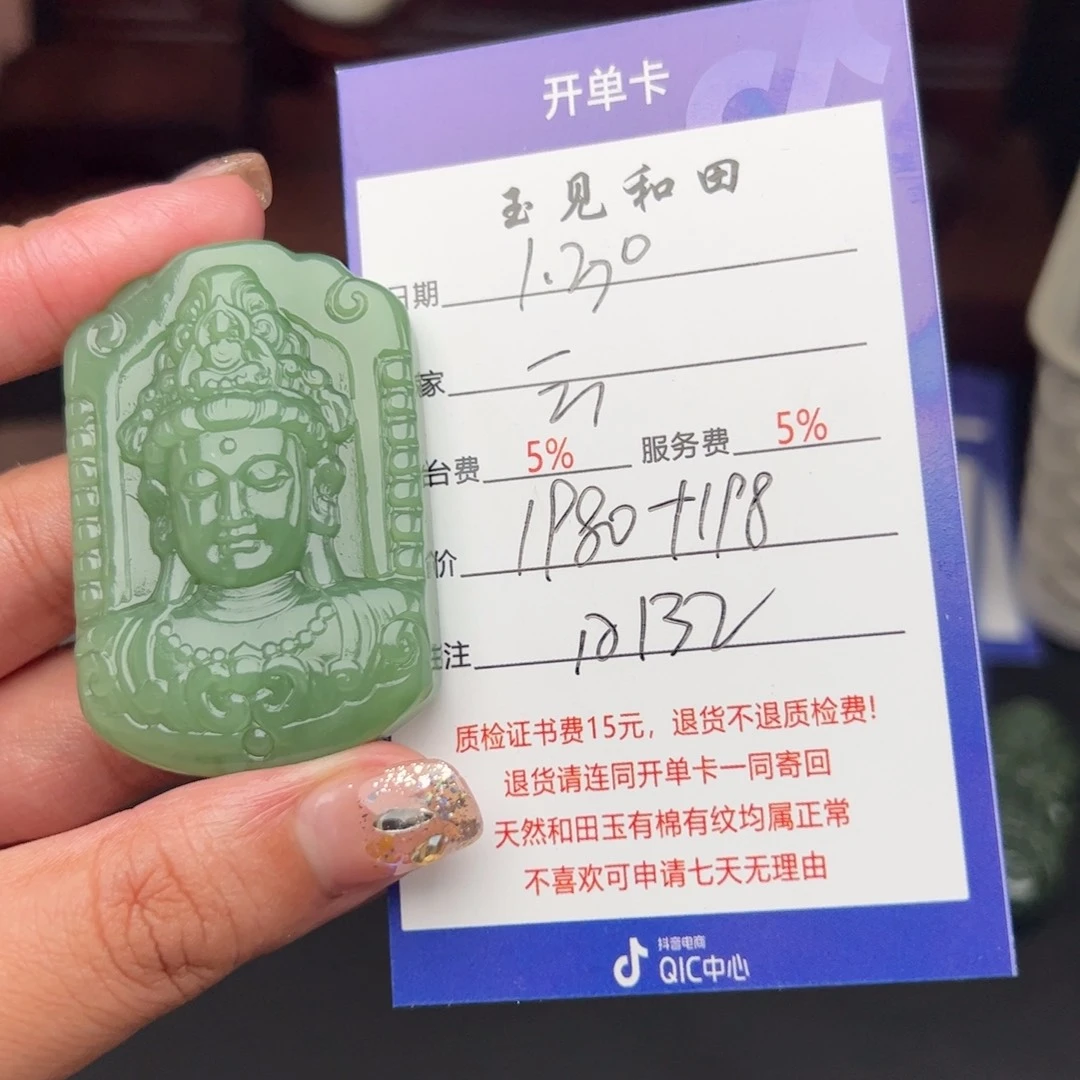 开单卡
玉见和田
日期 1.20
家 云
台费 5% 服务费 5%
价 1980+198
注 132
质检证书费15元，退货不退质检费！
退货请连同开单卡一同寄回
天然和田玉有棉有纹均属正常
不喜欢可申请七天无理由
抖音电商
QIC中心